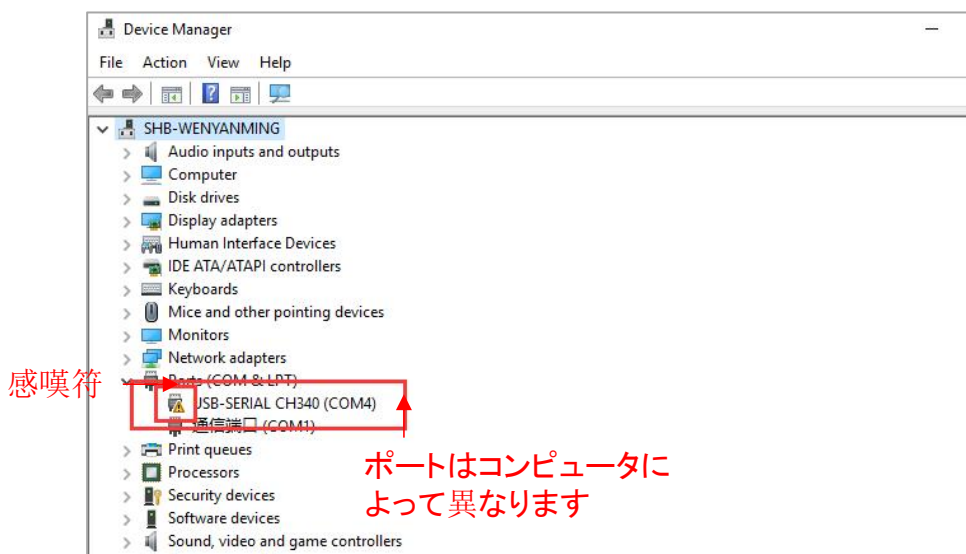 Device Manager
File Action View Help
SHB-WENYANMING
Audio inputs and outputs
Computer
Disk drives
Display adapters
Human Interface Devices
IDE ATA/ATAPI controllers
Keyboards
Mice and other pointing devices
Monitors
Network adapters
感嘆符
Ports (COM & LPT)
USB-SERIAL CH340 (COM4)
通信端口 (COM1)
Print queues
ポートはコンピュータに
Processors
Security devices
よって異なります
Software devices
Sound, video and game controllers